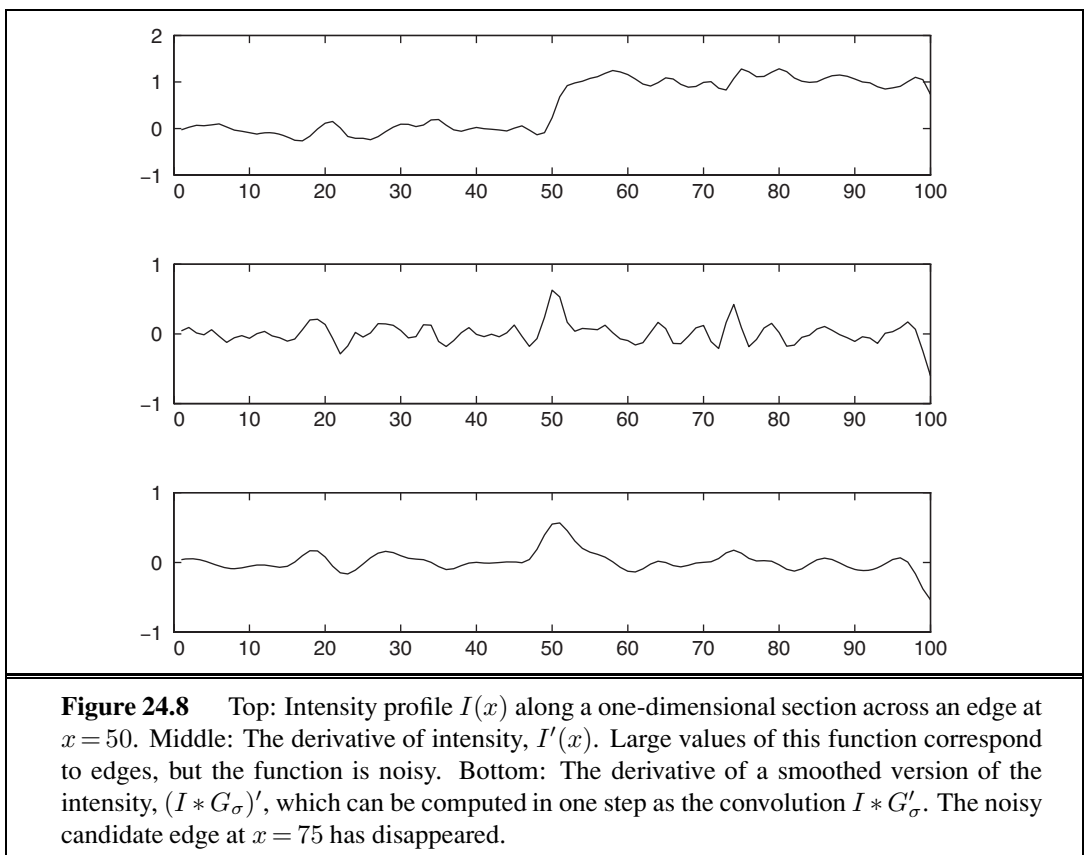 2
1
0
−1
0 10 20 30 40 50 60 70 80 90 100
1
0
−1
0 10 20 30 40 50 60 70 80 90 100
1
0
−1
0 10 20 30 40 50 60 70 80 90 100
Figure 24.8 Top: Intensity profile I(x) along a one-dimensional section across an edge at
x = 50. Middle: The derivative of intensity, I′(x). Large values of this function correspond
to edges, but the function is noisy. Bottom: The derivative of a smoothed version of the
intensity, (I ∗ Gσ)′, which can be computed in one step as the convolution I ∗ G′σ. The noisy
candidate edge at x = 75 has disappeared.